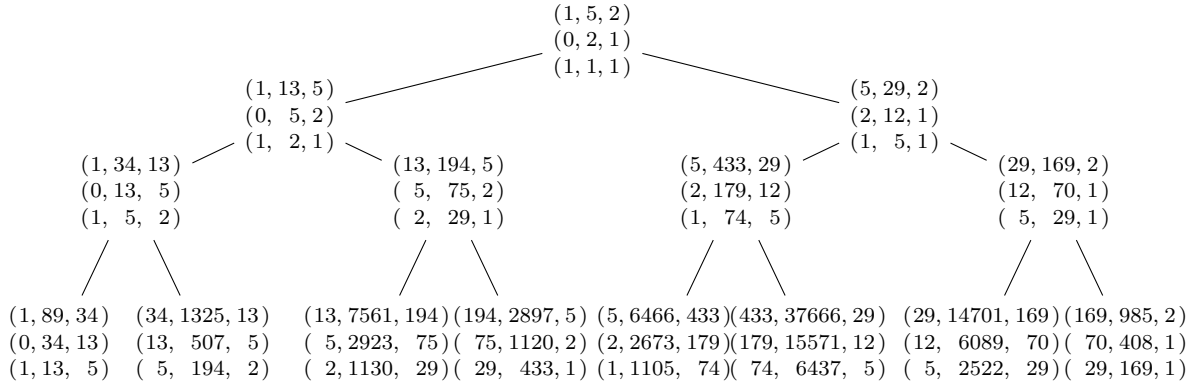 (1, 5, 2)
(0, 2, 1)
(1, 1, 1)
(1, 13, 5)
(0, 5, 2)
(1, 2, 1)
(5, 29, 2)
(2, 12, 1)
(1, 5, 1)
(1, 34, 13)
(0, 13, 5)
(1, 5, 2)
(13, 194, 5)
( 5, 75, 2)
( 2, 29, 1)
(5, 433, 29)
(2, 179, 12)
(1, 74, 5)
(29, 169, 2)
(12, 70, 1)
( 5, 29, 1)
(1, 89, 34)
(0, 34, 13)
(1, 13, 5)
(34, 1325, 13)
(13, 507, 5)
( 5, 194, 2)
(13, 7561, 194)
( 5, 2923, 75)
( 2, 1130, 29)
(194, 2897, 5)
( 75, 1120, 2)
( 29, 433, 1)
(5, 6466, 433)
(2, 2673, 179)
(1, 1105, 74)
(433, 37666, 29)
(179, 15571, 12)
( 74, 6437, 5)
(29, 14701, 169)
(12, 6089, 70)
( 5, 2522, 29)
(169, 985, 2)
( 70, 408, 1)
( 29, 169, 1)